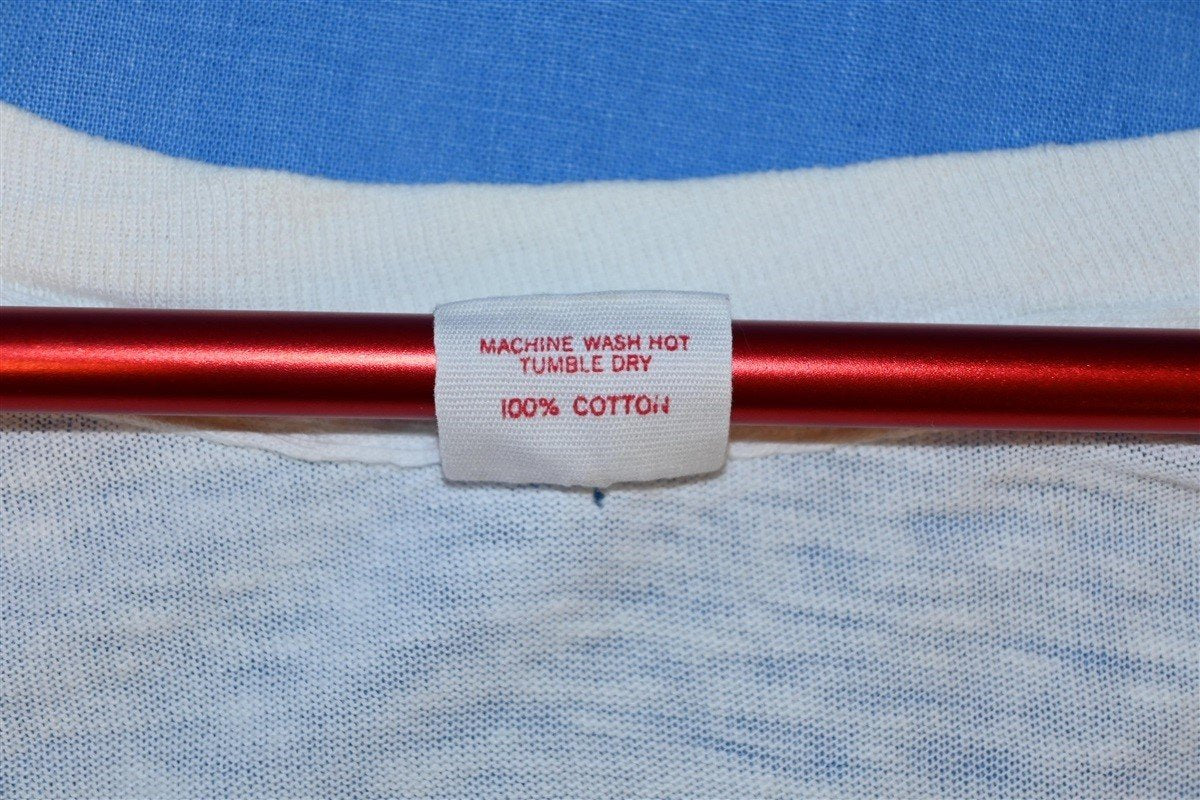 MACHINE WASH HOT
TUMBLE DRY
100% COTTON